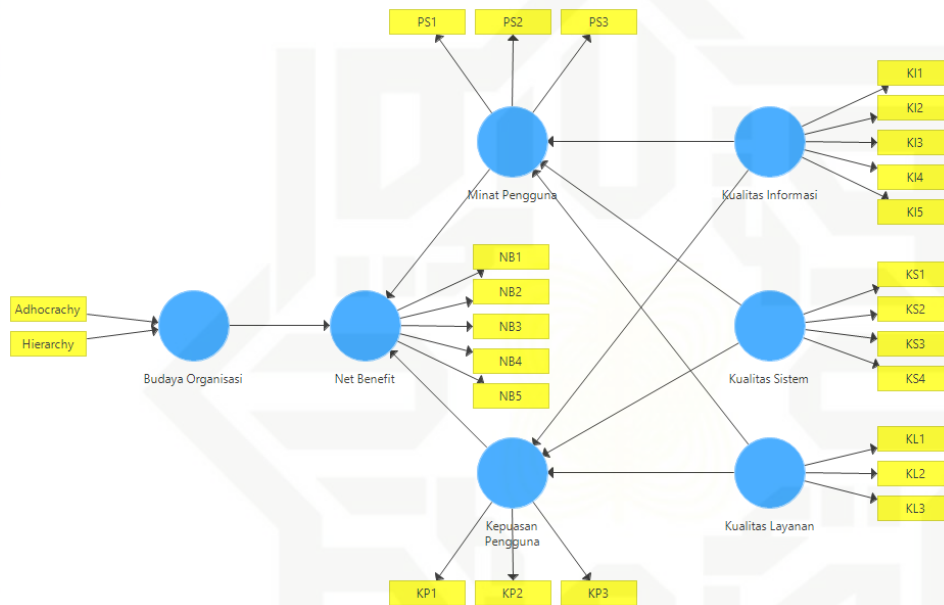 PS1
PS2
PS3
KI1
KI2
KI3
KI4
KI5
Minat Pengguna
Kualitas Informasi
NB1
NB2
NB3
NB4
NB5
KS1
KS2
KS3
KS4
Adhocrachy
Hierarchy
Budaya Organisasi
Net Benefit
Kualitas Sistem
KL1
KL2
KL3
Kepuasan
Pengguna
Kualitas Layanan
KP1
KP2
KP3